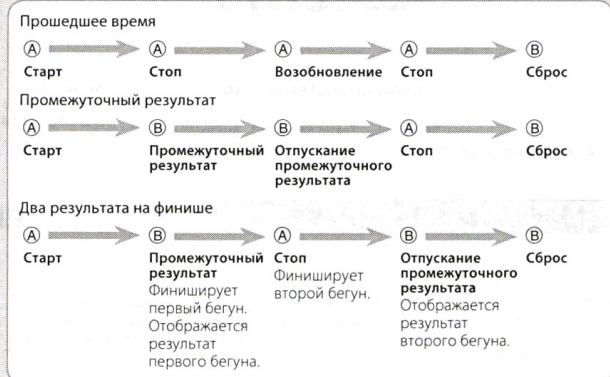 Прошедшее время
Ⓐ Ⓐ Ⓐ Ⓐ Ⓑ
Старт Стоп Возобновление Стоп Сброс
Промежуточный результат
Ⓐ Ⓑ Ⓑ Ⓐ Ⓑ
Старт Промежуточный Отпускание Стоп Сброс
результат промежуточного
результата
Два результата на финише
Ⓐ Ⓑ Ⓐ Ⓑ Ⓑ
Старт Промежуточный Стоп Отпускание Сброс
результат Финиширует промежуточного
Финиширует второй бегун. результата
первый бегун. Отображается
Отображается результат
результат второго бегуна.
первого бегуна.